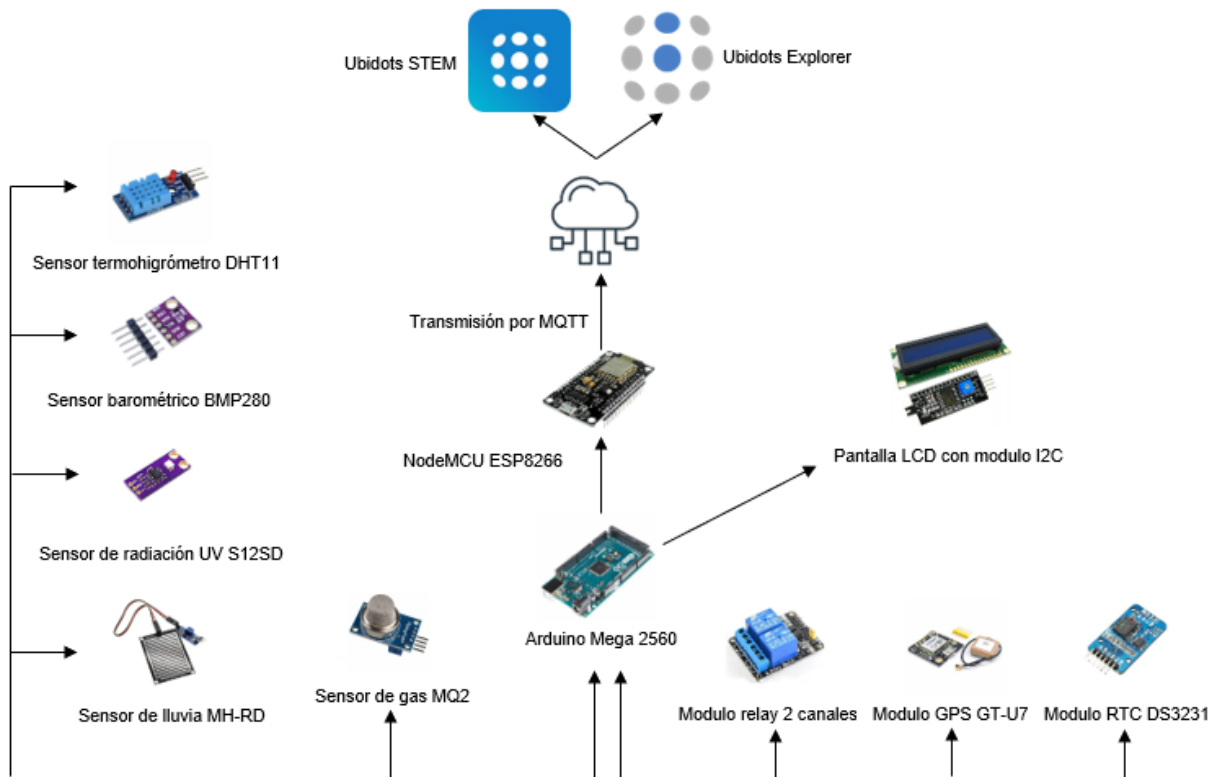 Ubidots STEM
Ubidots Explorer
Sensor termohigrómetro DHT11
Transmisión por MQTT
Sensor barométrico BMP280
NodeMCU ESP8266
Pantalla LCD con modulo I2C
Sensor de radiación UV S12SD
Arduino Mega 2560
Sensor de lluvia MH-RD
Sensor de gas MQ2
Modulo relay 2 canales
Modulo GPS GT-U7
Modulo RTC DS3231